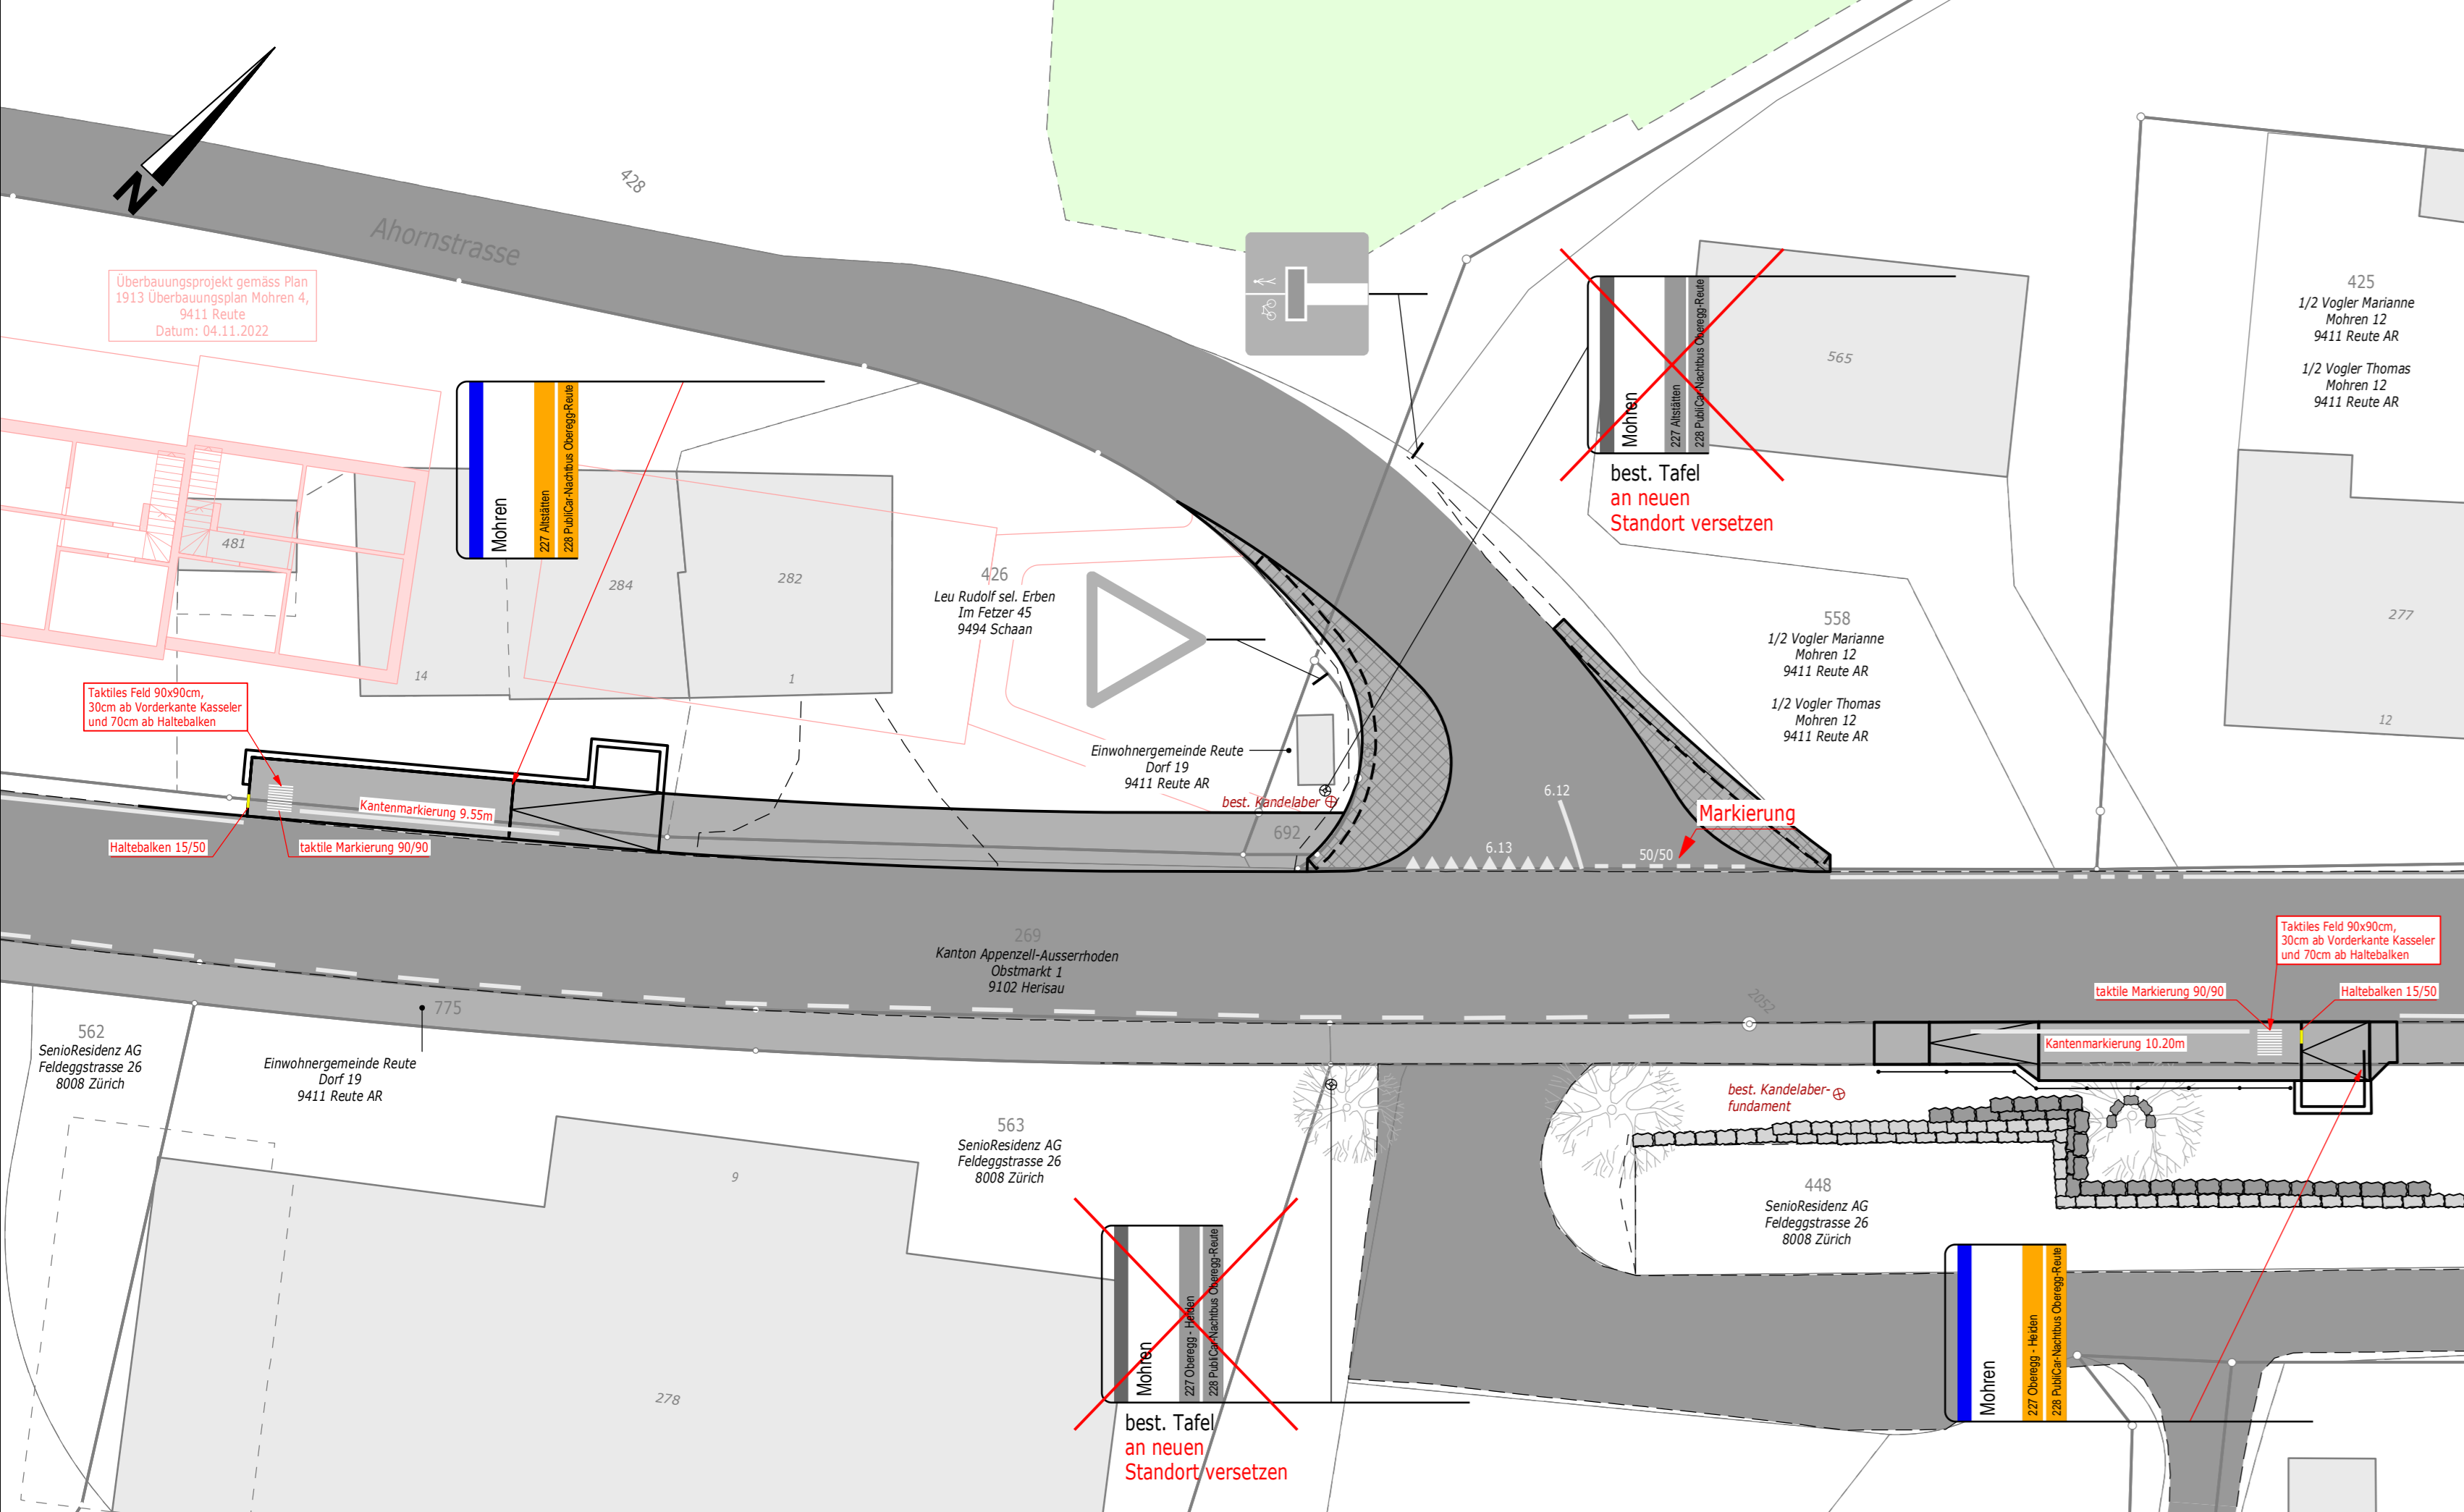 N
428
Ahornstrasse
Überbauungsprojekt gemäss Plan
1913 Überbauungsplan Mohren 4,
9411 Reute
Datum: 04.11.2022
Mohren
227 Altstätten
228 PubliCar-Nachtbus Oberegg-Reute
481
284
282
14
1
426
Leu Rudolf sel. Erben
Im Fetzer 45
9494 Schaan
Mohren
227 Altstätten
228 PubliCar-Nachtbus Oberegg-Reute
best. Tafel
an neuen
Standort versetzen
565
425
1/2 Vogler Marianne
Mohren 12
9411 Reute AR
1/2 Vogler Thomas
Mohren 12
9411 Reute AR
558
1/2 Vogler Marianne
Mohren 12
9411 Reute AR
1/2 Vogler Thomas
Mohren 12
9411 Reute AR
277
12
Taktiles Feld 90x90cm,
30cm ab Vorderkante Kasseler
und 70cm ab Haltebalken
Kantenmarkierung 9.55m
Haltebalken 15/50
taktile Markierung 90/90
Einwohnergemeinde Reute
Dorf 19
9411 Reute AR
best. Kandelaber
692
6.12
6.13
50/50
Markierung
269
Kanton Appenzell-Ausserrhoden
Obstmarkt 1
9102 Herisau
2052
Taktiles Feld 90x90cm,
30cm ab Vorderkante Kasseler
und 70cm ab Haltebalken
taktile Markierung 90/90
Haltebalken 15/50
Kantenmarkierung 10.20m
775
Einwohnergemeinde Reute
Dorf 19
9411 Reute AR
562
SenioResidenz AG
Feldeggstrasse 26
8008 Zürich
563
SenioResidenz AG
Feldeggstrasse 26
8008 Zürich
9
278
best. Kandelaber-
fundament
448
SenioResidenz AG
Feldeggstrasse 26
8008 Zürich
Mohren
227 Oberegg - Heiden
228 PubliCar-Nachtbus Oberegg-Reute
best. Tafel
an neuen
Standort versetzen
Mohren
227 Oberegg - Heiden
228 PubliCar-Nachtbus Oberegg-Reute